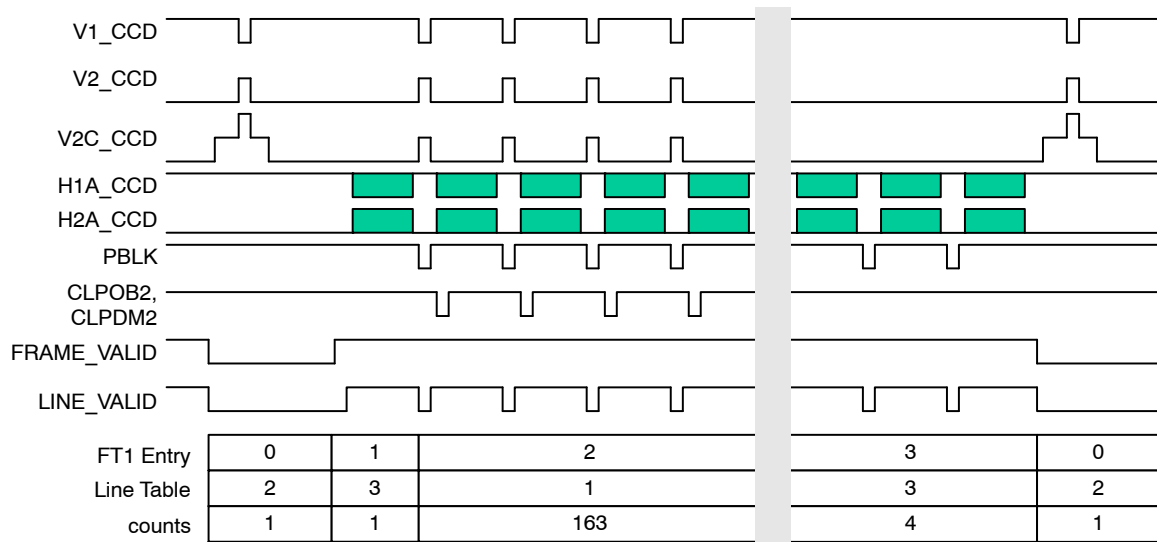 V1_CCD
V2_CCD
V2C_CCD
H1A_CCD
H2A_CCD
PBLK
CLPOB2,
CLPDM2
FRAME_VALID
LINE_VALID
FT1 Entry 0 1 2 3 0
Line Table 2 3 1 3 2
counts 1 1 163 4 1